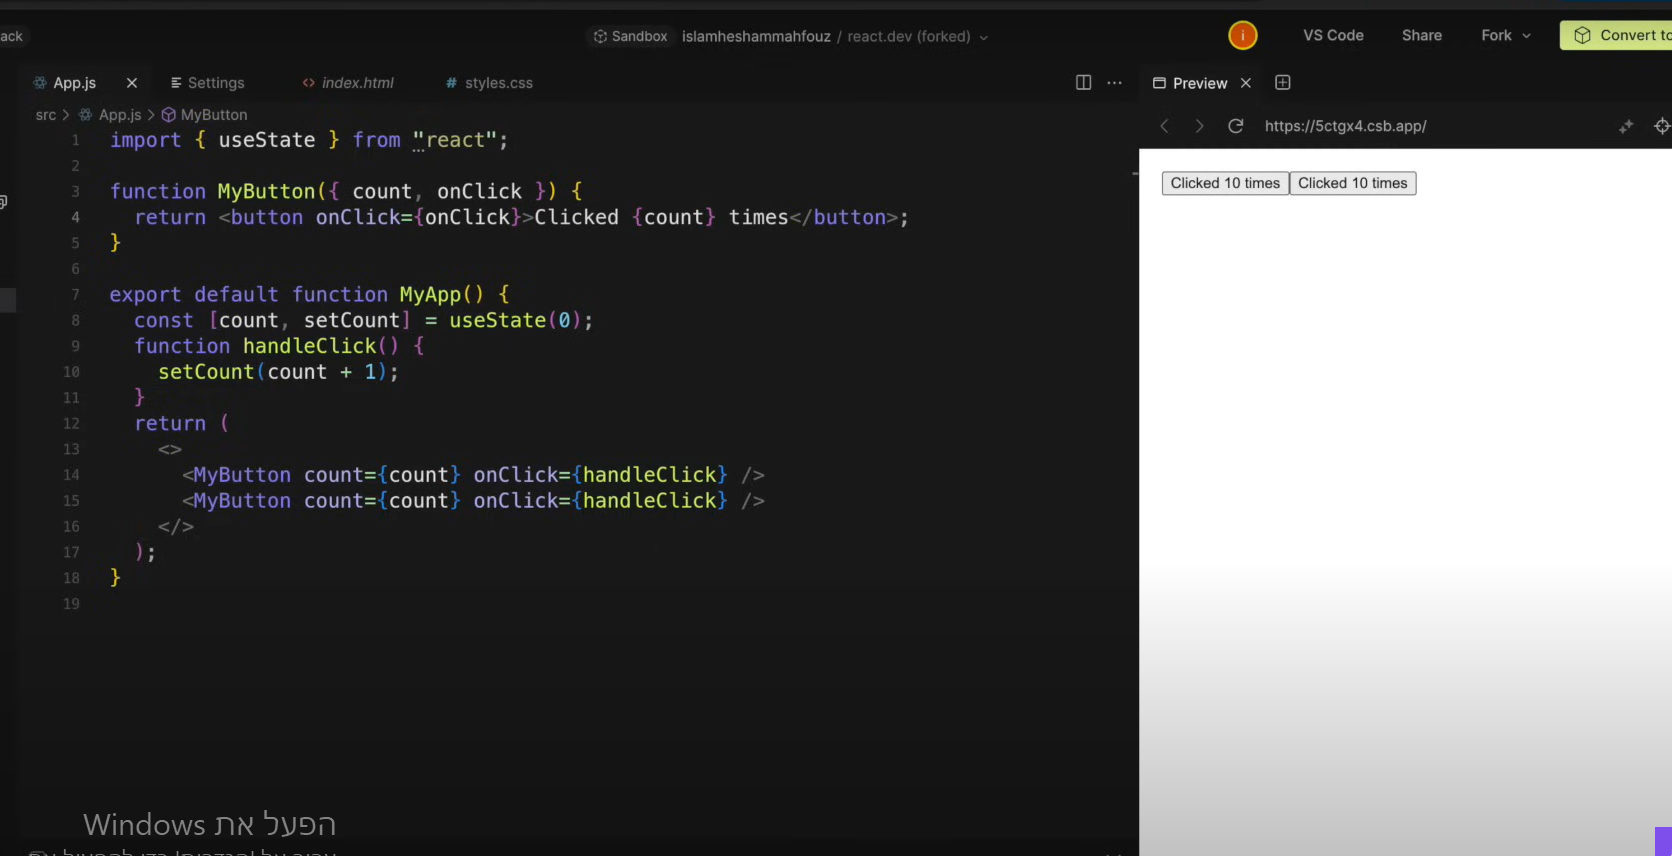 ack
Sandbox islamheshammahfouz / react.dev (forked)
i
VS Code Share Fork Convert to
App.js Settings index.html # styles.css
Preview
src > App.js > MyButton
https://5ctgx4.csb.app/
1 import { useState } from "react";
2
3 function MyButton({ count, onClick }) {
4 return <button onClick={onClick}>Clicked {count} times</button>;
5 }
6
7 export default function MyApp() {
8 const [count, setCount] = useState(0);
9 function handleClick() {
10 setCount(count + 1);
11 }
12 return (
13 <>
14 <MyButton count={count} onClick={handleClick} />
15 <MyButton count={count} onClick={handleClick} />
16 </>
17 );
18 }
19
Clicked 10 times Clicked 10 times
הפעל את Windows